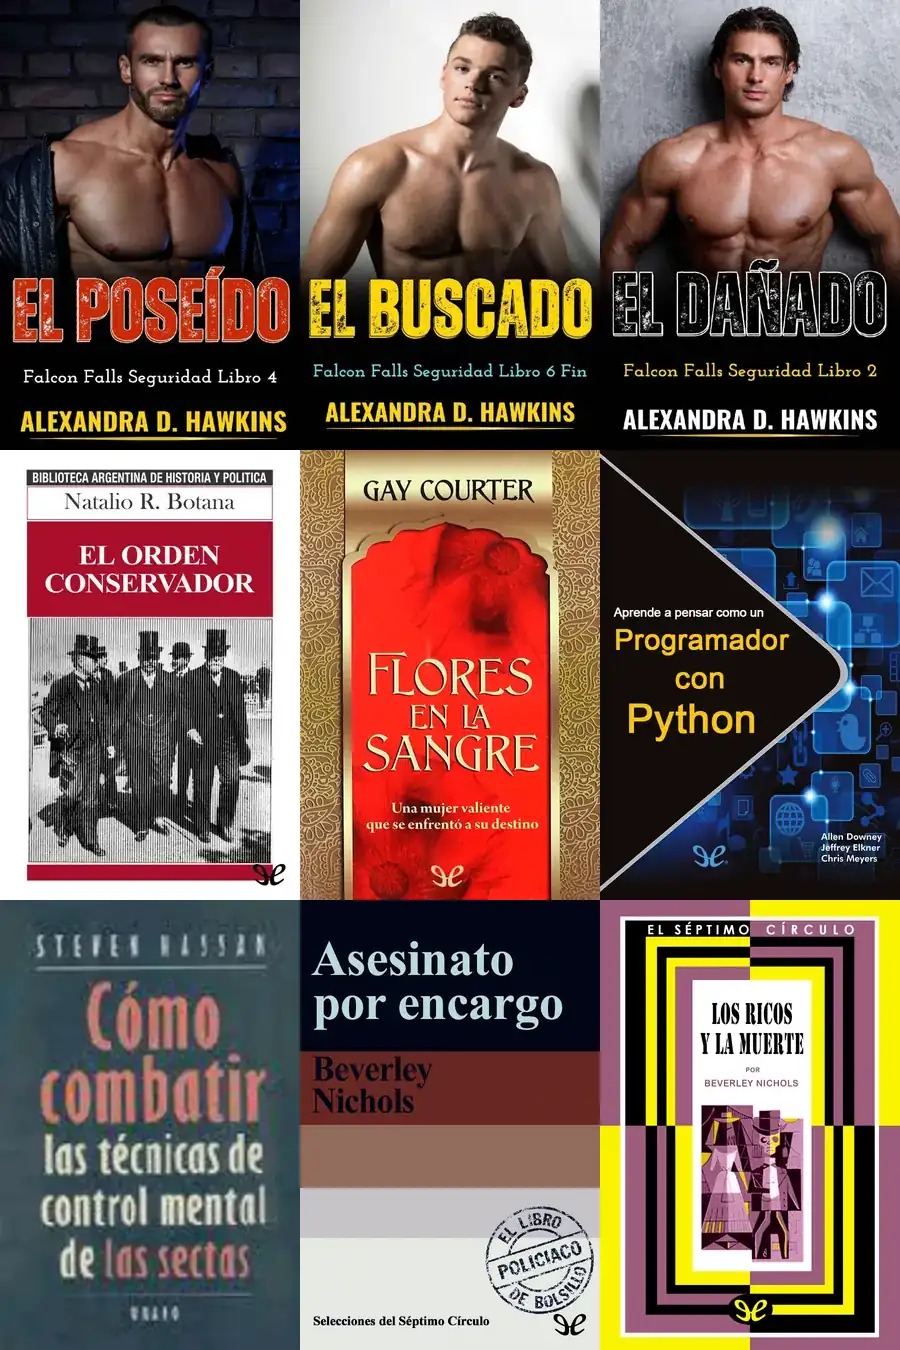 EL POSEÍDO
Falcon Falls Seguridad Libro 4
ALEXANDRA D. HAWKINS
EL BUSCADO
Falcon Falls Seguridad Libro 6 Fin
ALEXANDRA D. HAWKINS
EL DAÑADO
Falcon Falls Seguridad Libro 2
ALEXANDRA D. HAWKINS
BIBLIOTECA ARGENTINA DE HISTORIA Y POLITICA
Natalio R. Botana
EL ORDEN
CONSERVADOR
GAY COURTER
FLORES
EN LA
SANGRE
Una mujer valiente
que se enfrentó a su destino
Aprende a pensar como un
Programador
con
Python
Allen Downey
Jeffrey Elkner
Chris Meyers
STEVEN HASSAN
Cómo
combatir
las técnicas de
control mental
de las sectas
URANO
Asesinato
por encargo
Beverley
Nichols
EL LIBRO
POLICIACO
DE BOLSILLO
Selecciones del Séptimo Círculo
EL SÉPTIMO CÍRCULO
LOS RICOS
Y LA MUERTE
POR
BEVERLEY NICHOLS